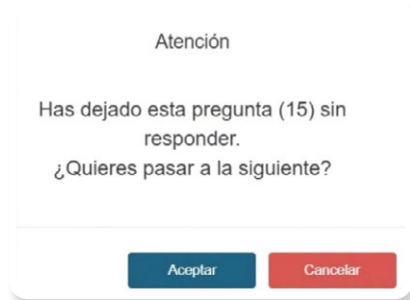 Atención
Has dejado esta pregunta (15) sin
responder.
¿Quieres pasar a la siguiente?
Aceptar
Cancelar